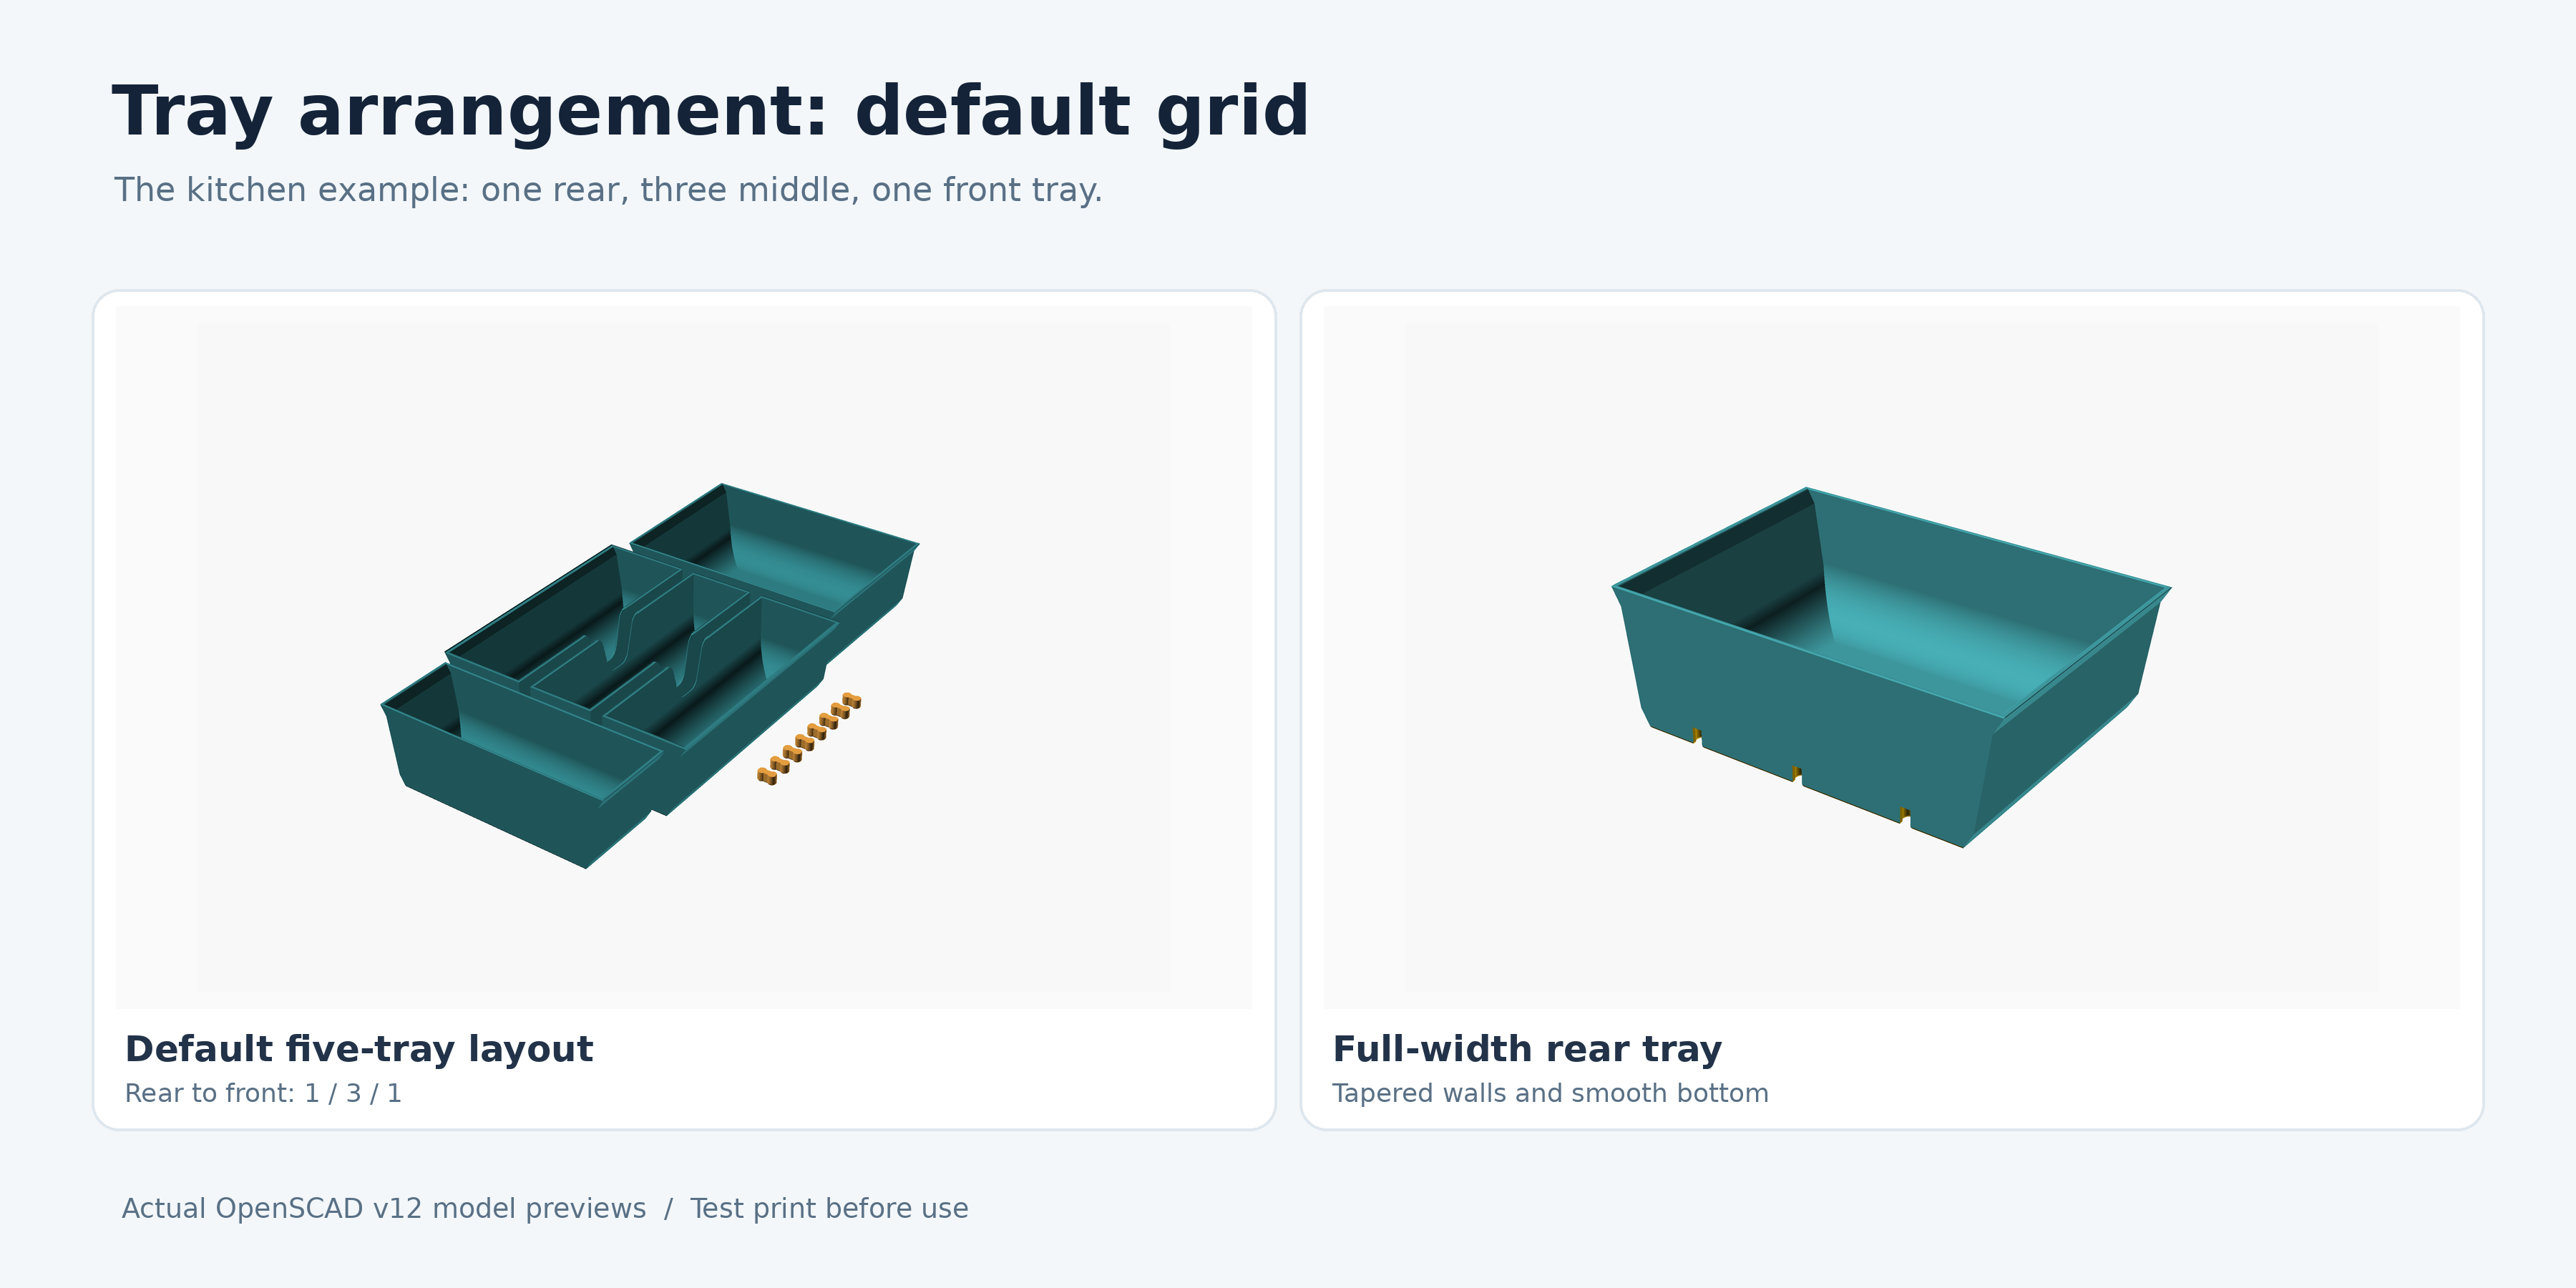 Tray arrangement: default grid
The kitchen example: one rear, three middle, one front tray.
Default five-tray layout
Rear to front: 1 / 3 / 1
Full-width rear tray
Tapered walls and smooth bottom
Actual OpenSCAD v12 model previews / Test print before use